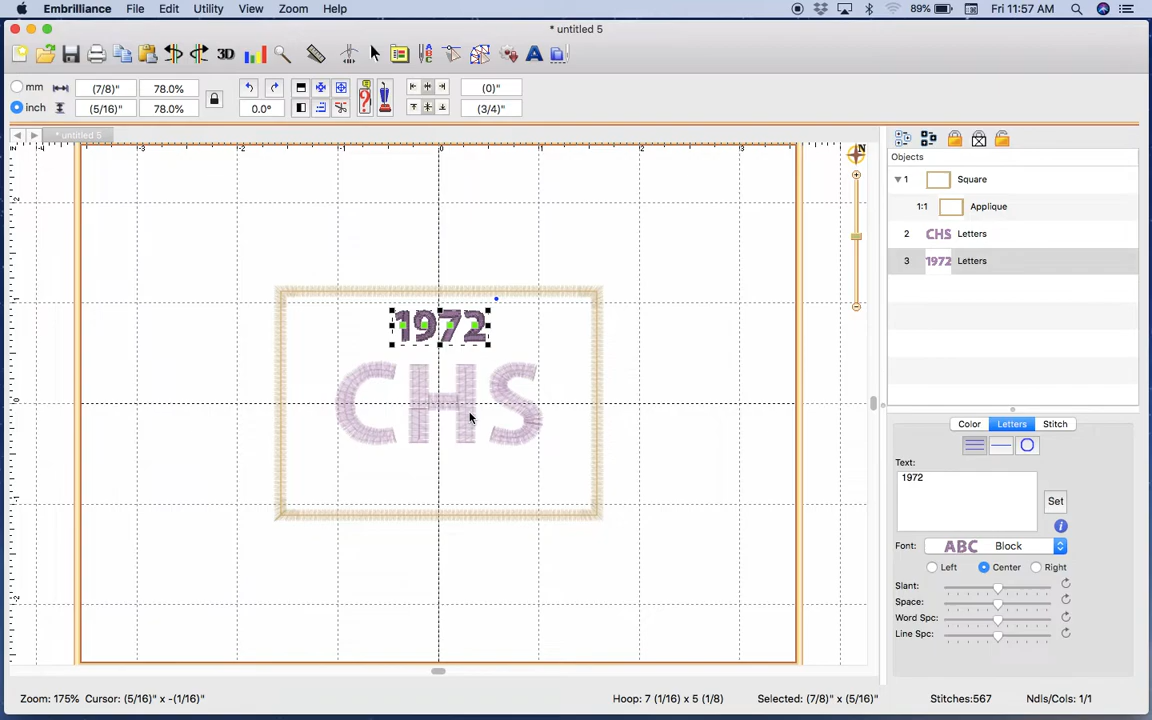 Embrilliance File Edit Utility View Zoom Help 89% Fri 11:57 AM
* untitled 5
3D A
mm (7/8)" 78.0% (0)"
inch (5/16)" 78.0% 0.0° (3/4)"
* untitled 5
N
Objects
1 Square
1:1 Applique
2 CHS Letters
3 1972 Letters
1972
CHS
Color Letters Stitch
Text:
1972
Set
Font: ABC Block
Left Center Right
Slant:
Space:
Word Spc:
Line Spc:
Zoom: 175% Cursor: (5/16)" x -(1/16)" Hoop: 7 (1/16) x 5 (1/8) Selected: (7/8)" x (5/16)" Stitches:567 Ndls/Cols: 1/1